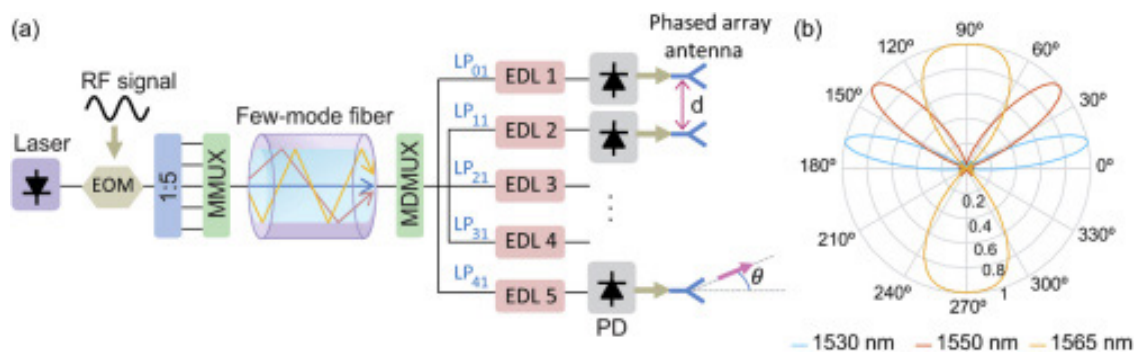 (a)
RF signal
Laser
EOM
1:5
MMUX
Few-mode fiber
MDMUX
LP01
LP11
LP21
LP31
LP41
EDL 1
EDL 2
EDL 3
EDL 4
EDL 5
PD
Phased array
antenna
d
θ
(b)
90º
120º
60º
150º
30º
180º
0º
210º
330º
240º
300º
270º
0.2
0.4
0.6
0.8
1
1530 nm
1550 nm
1565 nm